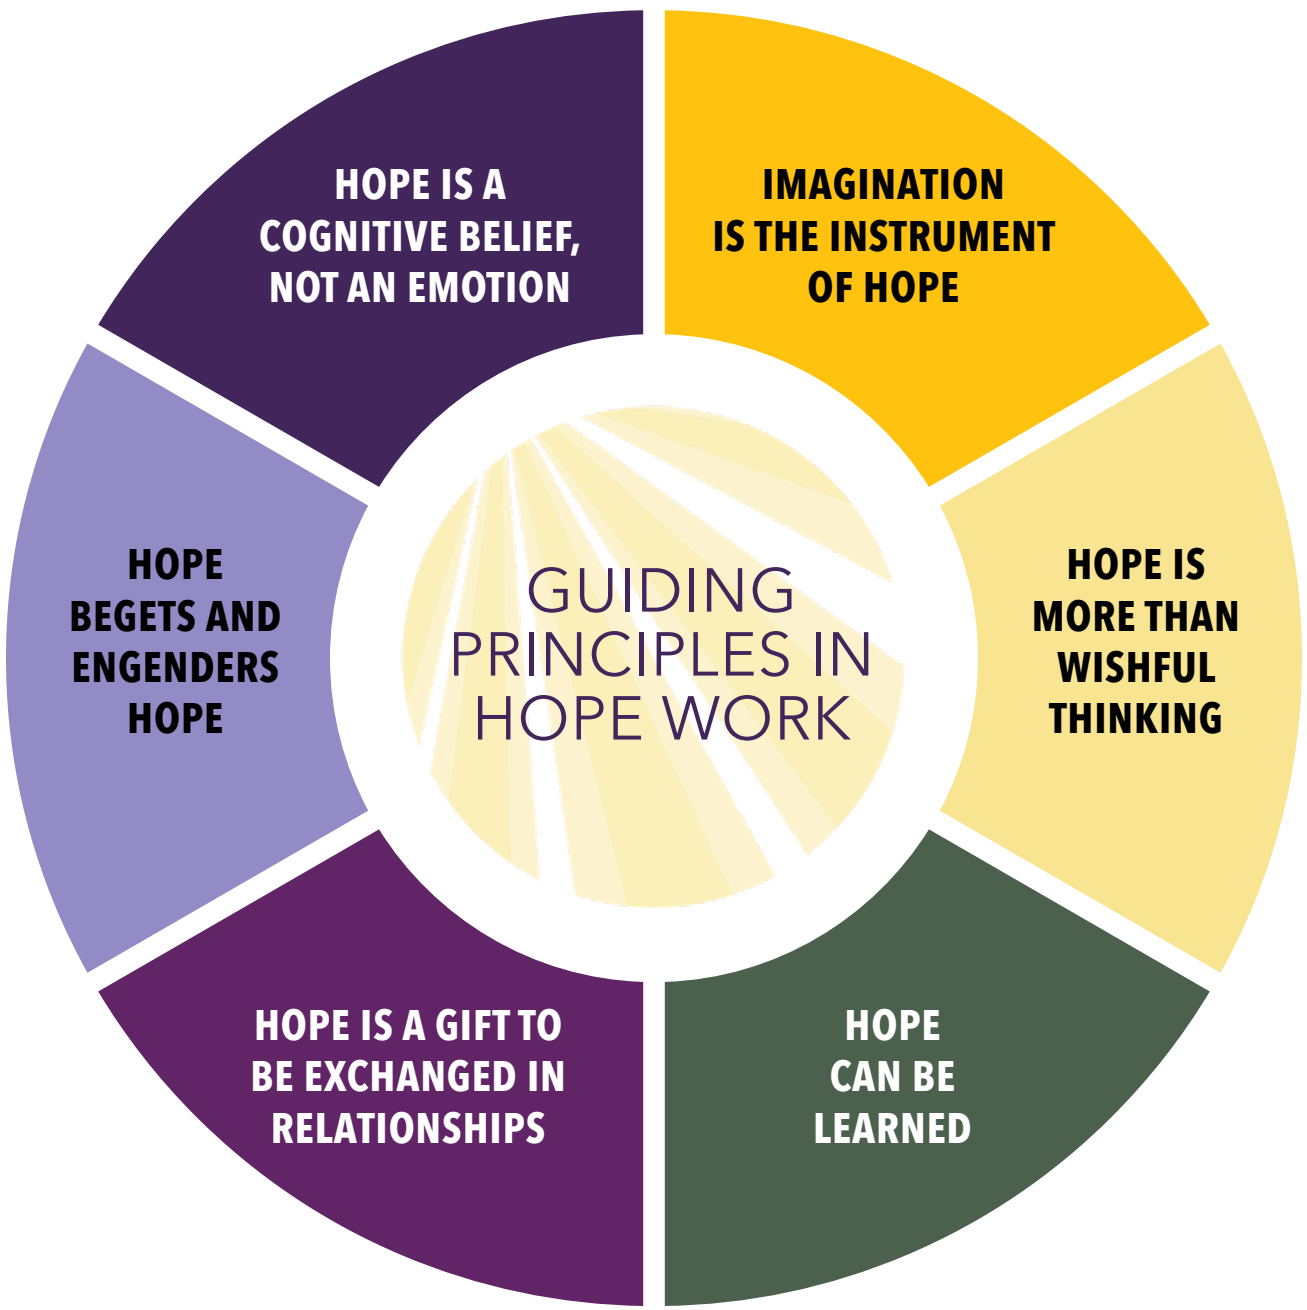 HOPE IS A
COGNITIVE BELIEF,
NOT AN EMOTION
IMAGINATION
IS THE INSTRUMENT
OF HOPE
HOPE
BEGETS AND
ENGENDERS
HOPE
GUIDING
PRINCIPLES IN
HOPE WORK
HOPE IS
MORE THAN
WISHFUL
THINKING
HOPE IS A GIFT TO
BE EXCHANGED IN
RELATIONSHIPS
HOPE
CAN BE
LEARNED